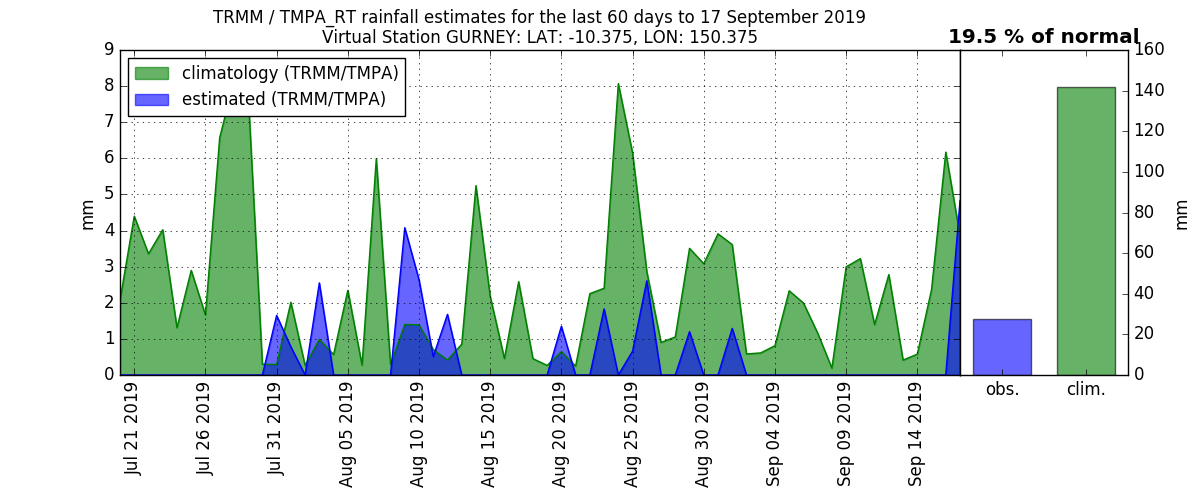 TRMM / TMPA_RT rainfall estimates for the last 60 days to 17 September 2019
Virtual Station GURNEY: LAT: -10.375, LON: 150.375
19.5 % of normal
climatology (TRMM/TMPA)
estimated (TRMM/TMPA)
mm
9
8
7
6
5
4
3
2
1
0
Jul 21 2019
Jul 26 2019
Jul 31 2019
Aug 05 2019
Aug 10 2019
Aug 15 2019
Aug 20 2019
Aug 25 2019
Aug 30 2019
Sep 04 2019
Sep 09 2019
Sep 14 2019
obs.
clim.
160
140
120
100
80
60
40
20
0
mm